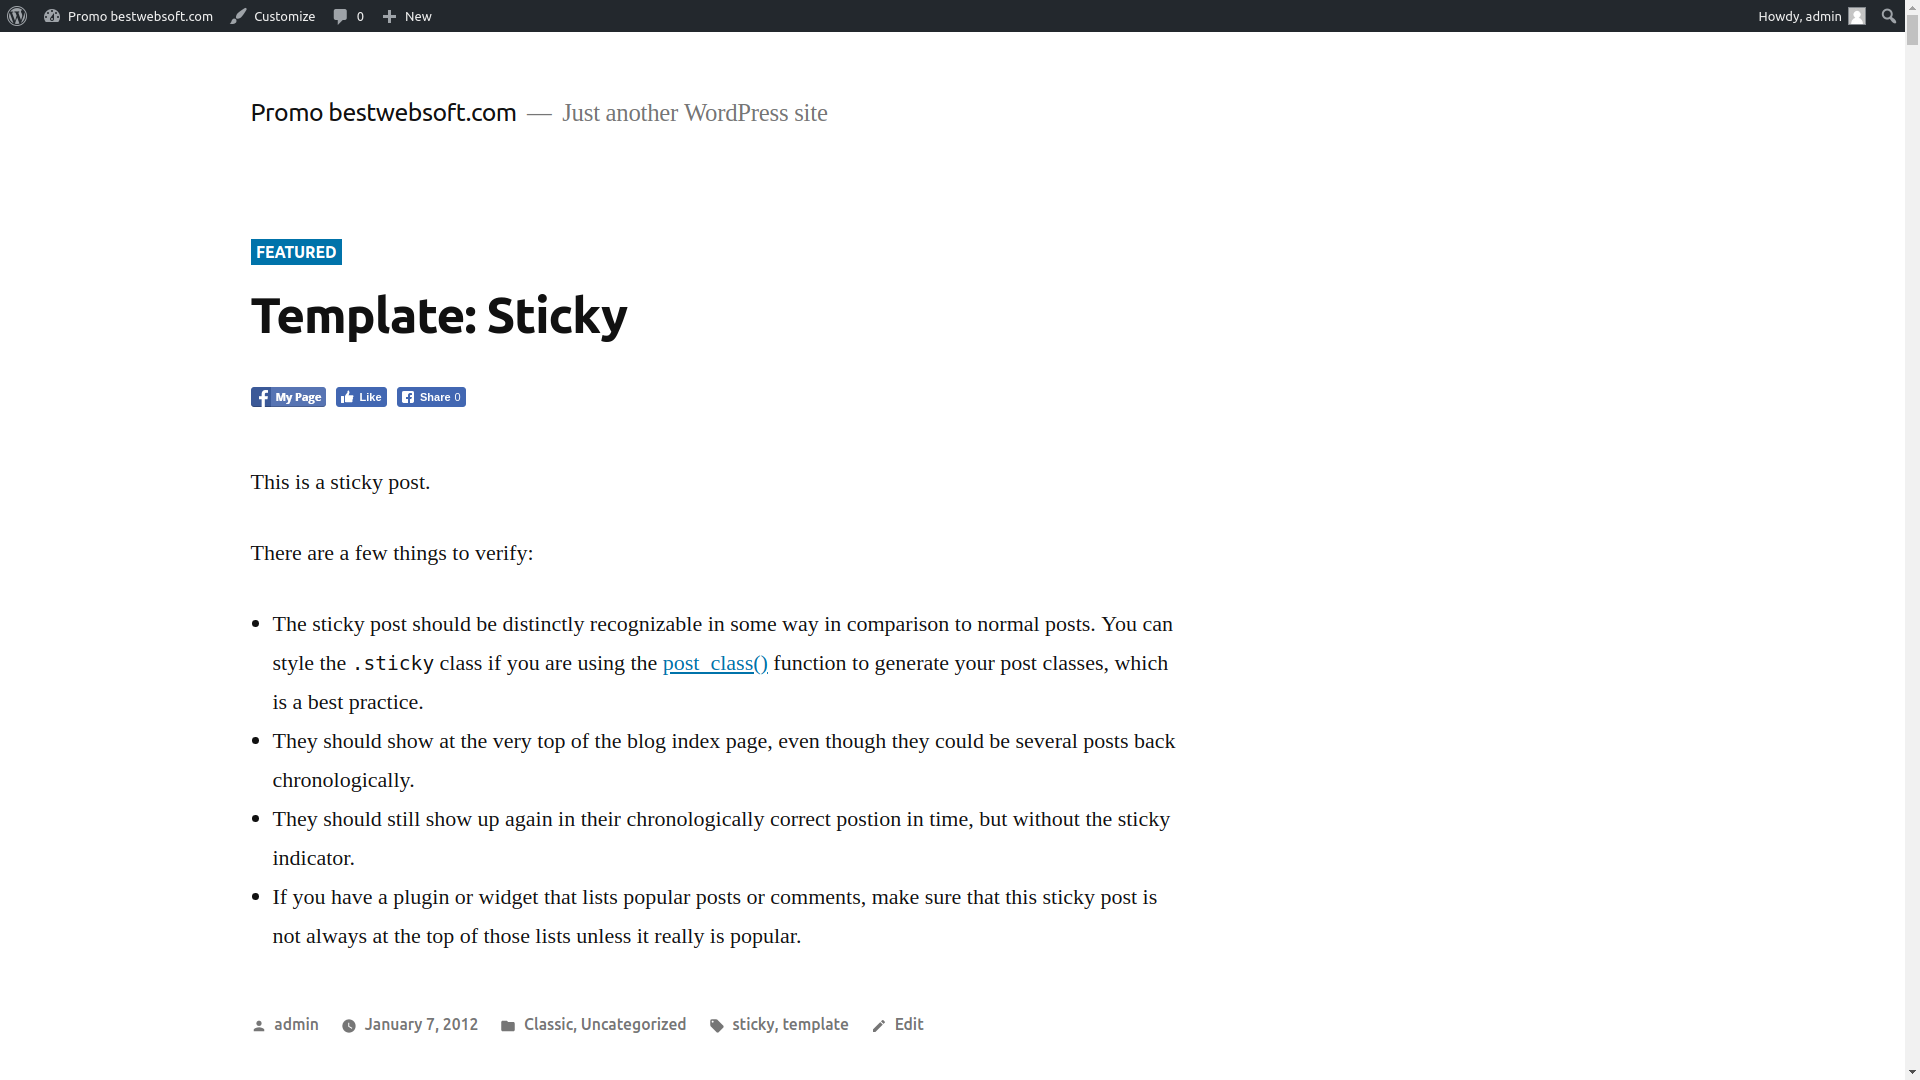 Promo bestwebsoft.com Customize 0 New Howdy, admin
Promo bestwebsoft.com — Just another WordPress site
FEATURED
Template: Sticky
My Page Like Share 0
This is a sticky post.
There are a few things to verify:
• The sticky post should be distinctly recognizable in some way in comparison to normal posts. You can
style the .sticky class if you are using the post_class() function to generate your post classes, which
is a best practice.
• They should show at the very top of the blog index page, even though they could be several posts back
chronologically.
• They should still show up again in their chronologically correct postion in time, but without the sticky
indicator.
• If you have a plugin or widget that lists popular posts or comments, make sure that this sticky post is
not always at the top of those lists unless it really is popular.
admin January 7, 2012 Classic, Uncategorized sticky, template Edit